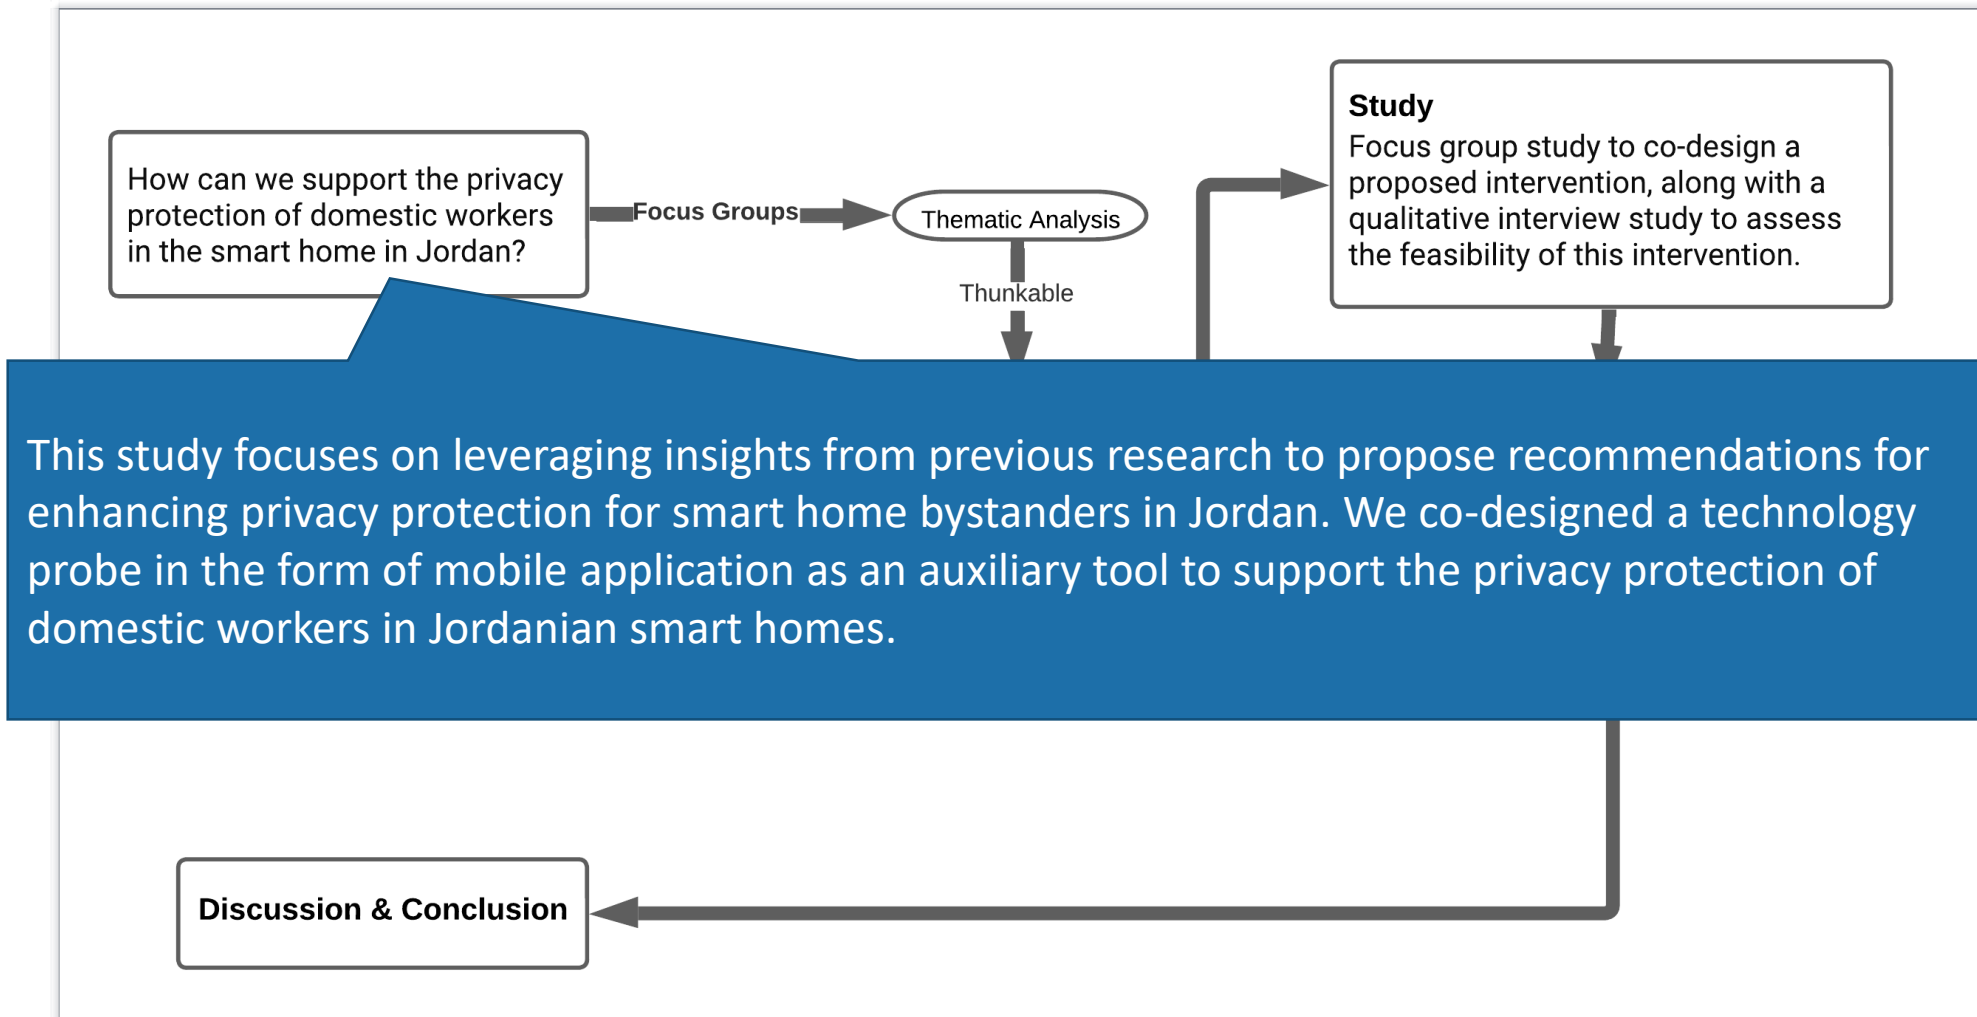 How can we support the privacy
protection of domestic workers
in the smart home in Jordan?
Focus Groups
Thematic Analysis
Thunkable
Study
Focus group study to co-design a
proposed intervention, along with a
qualitative interview study to assess
the feasibility of this intervention.
This study focuses on leveraging insights from previous research to propose recommendations for
enhancing privacy protection for smart home bystanders in Jordan. We co-designed a technology
probe in the form of mobile application as an auxiliary tool to support the privacy protection of
domestic workers in Jordanian smart homes.
Discussion & Conclusion